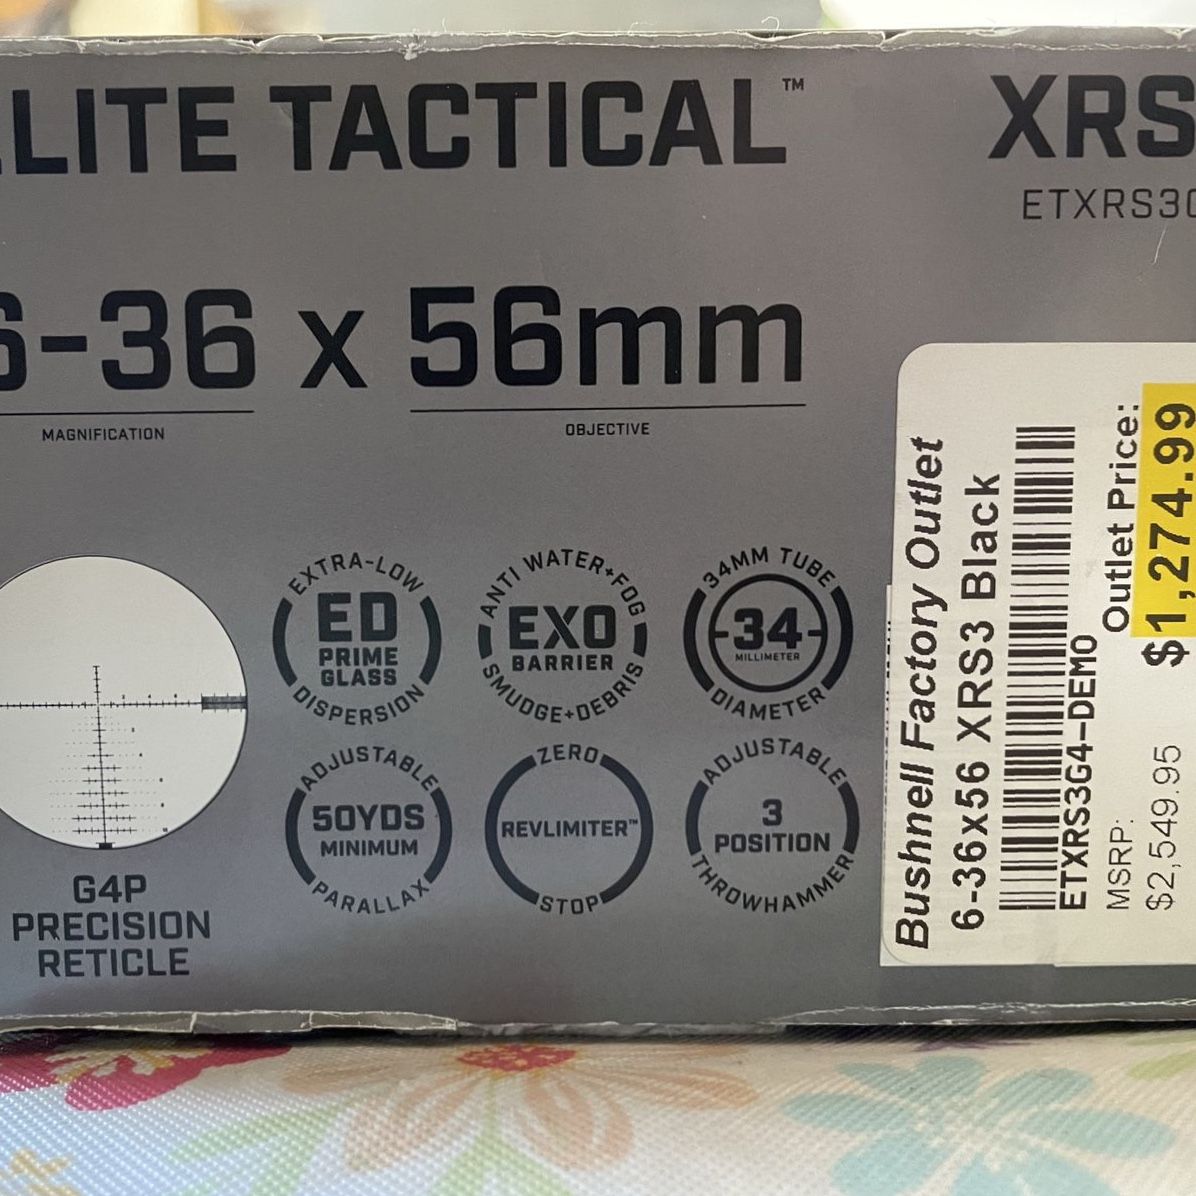 LITE TACTICAL™
XRS
ETXRS3
6-36 x 56mm
MAGNIFICATION
OBJECTIVE
EXTRA-LOW
ED
PRIME
GLASS
DISPERSION
ANTI WATER+FOG
EXO
BARRIER
SMUDGE+DEBRIS
34MM TUBE
-34-
MILLIMETER
DIAMETER
ADJUSTABLE
50YDS
MINIMUM
PARALLAX
ZERO
REVLIMITER™
STOP
ADJUSTABLE
3
POSITION
THROWHAMMER
G4P
PRECISION
RETICLE
Bushnell Factory Outlet
6-36x56 XRS3 Black
ETXRS3G4-DEMO
Outlet Price:
$1,274.99
MSRP:
$2,549.95